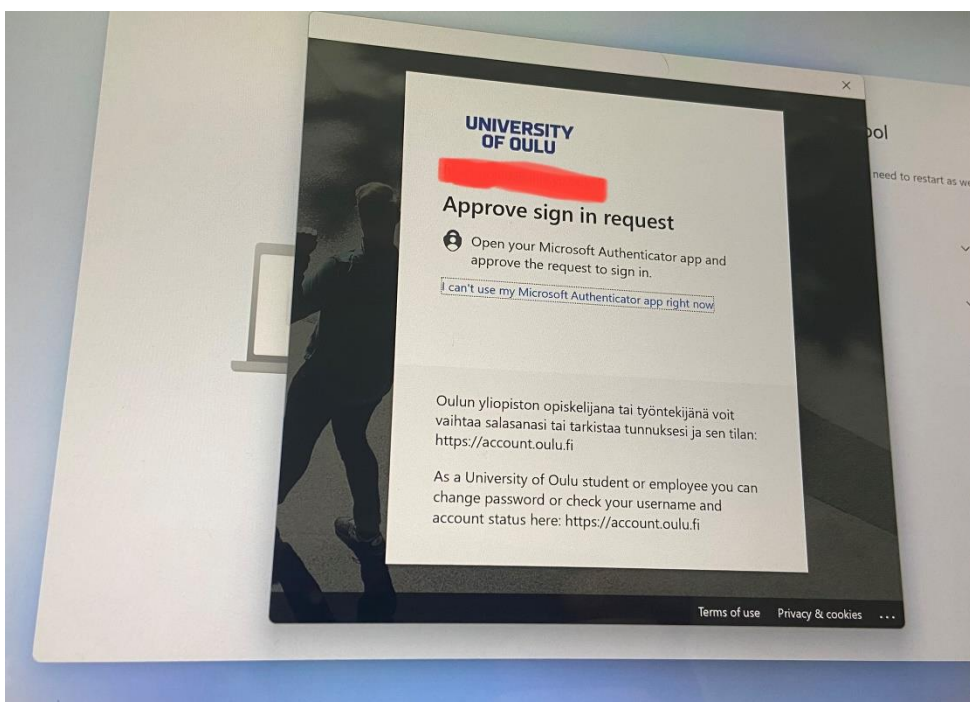 UNIVERSITY
OF OULU
Approve sign in request
Open your Microsoft Authenticator app and
approve the request to sign in.
I can't use my Microsoft Authenticator app right now
Oulun yliopiston opiskelijana tai työntekijänä voit
vaihtaa salasanasi tai tarkistaa tunnuksesi ja sen tilan:
https://account.oulu.fi
As a University of Oulu student or employee you can
change password or check your username and
account status here: https://account.oulu.fi
Terms of use Privacy & cookies ...
ool
need to restart as we